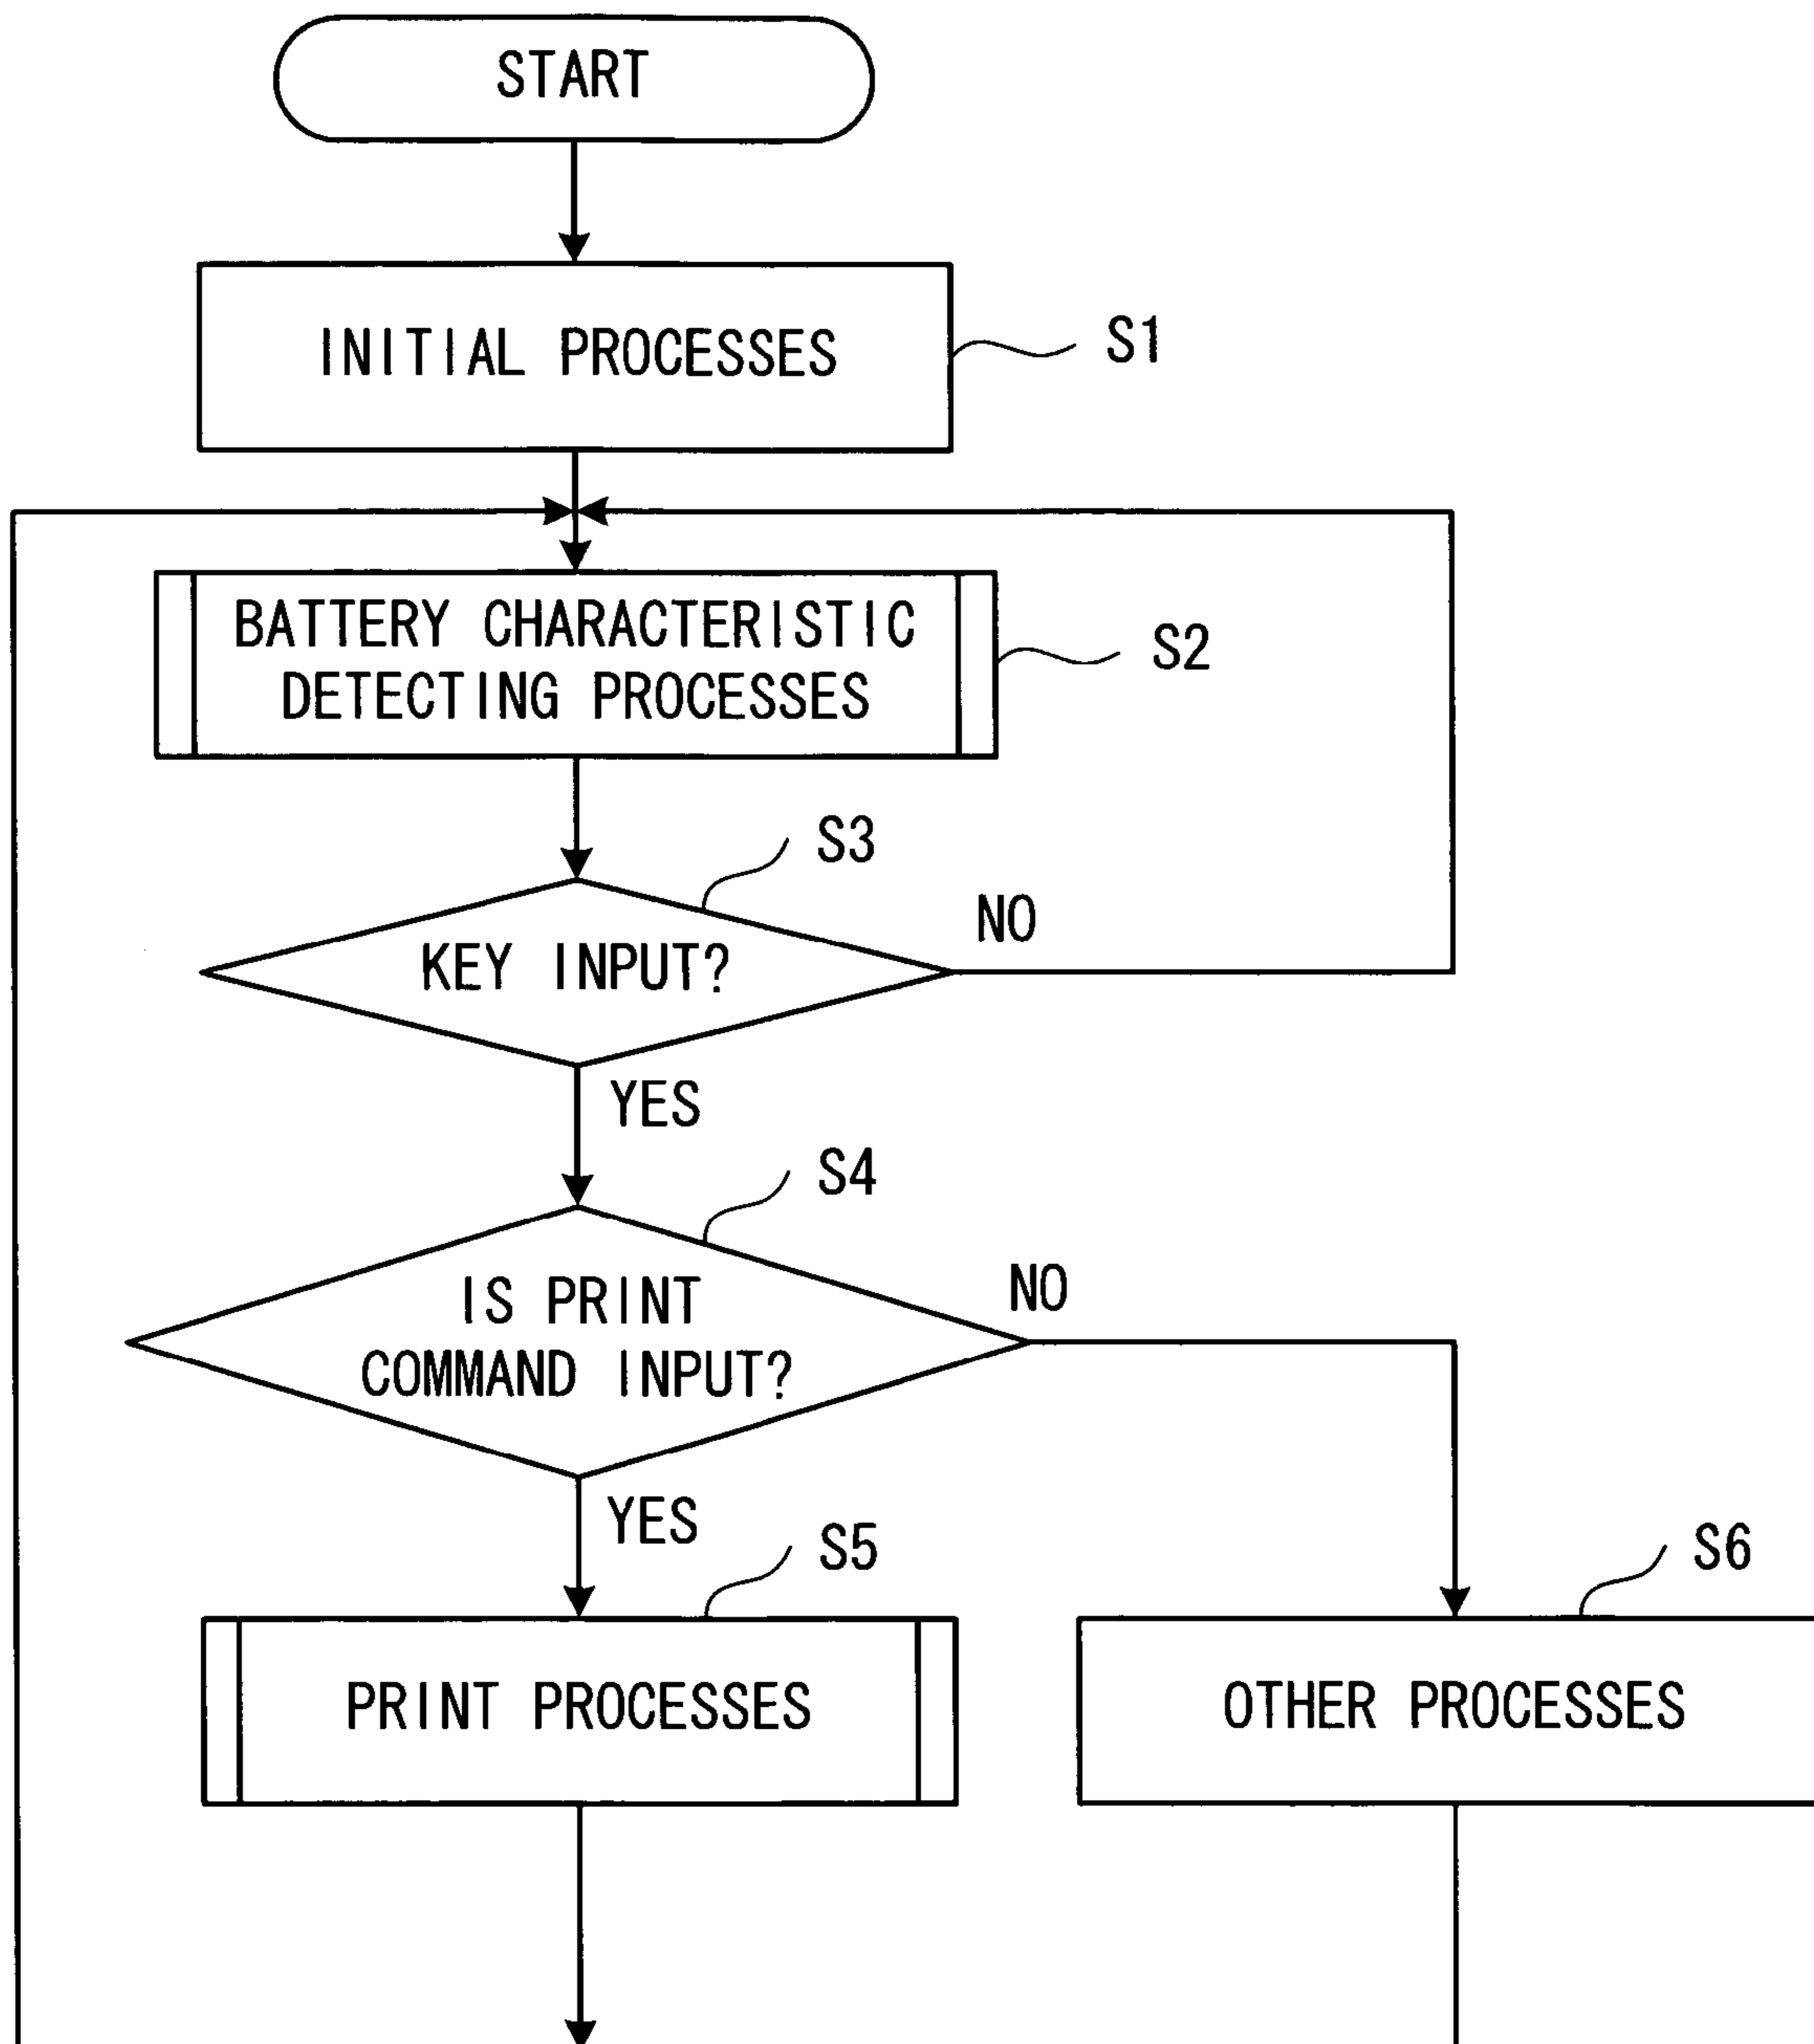 START
INITIAL PROCESSES
S1
BATTERY CHARACTERISTIC
DETECTING PROCESSES
S2
S3
KEY INPUT?
NO
YES
S4
IS PRINT
COMMAND INPUT?
NO
YES
S5
S6
PRINT PROCESSES
OTHER PROCESSES